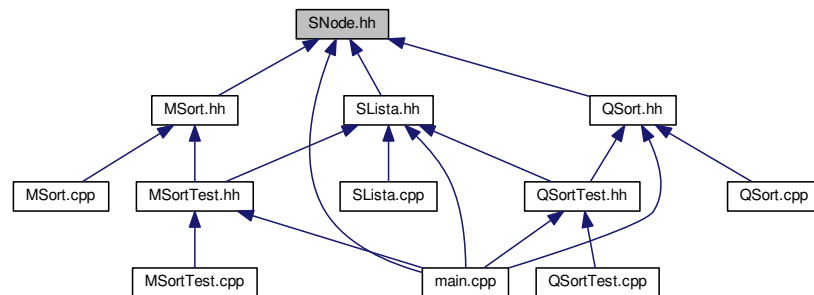 SNode.hh
MSort.hh
SLista.hh
QSort.hh
MSort.cpp
MSortTest.hh
SLista.cpp
QSortTest.hh
QSort.cpp
MSortTest.cpp
main.cpp
QSortTest.cpp